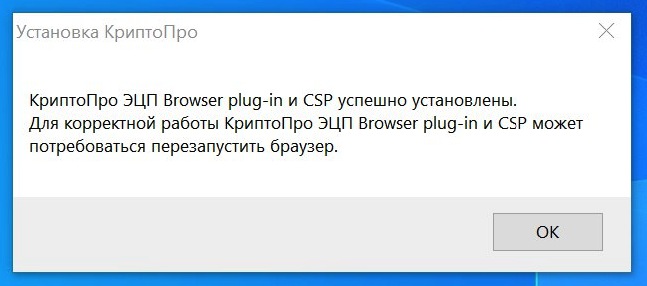 Установка КриптоПро
КриптоПро ЭЦП Browser plug-in и CSP успешно установлены.
Для корректной работы КриптоПро ЭЦП Browser plug-in и CSP может
потребоваться перезапустить браузер.
OK